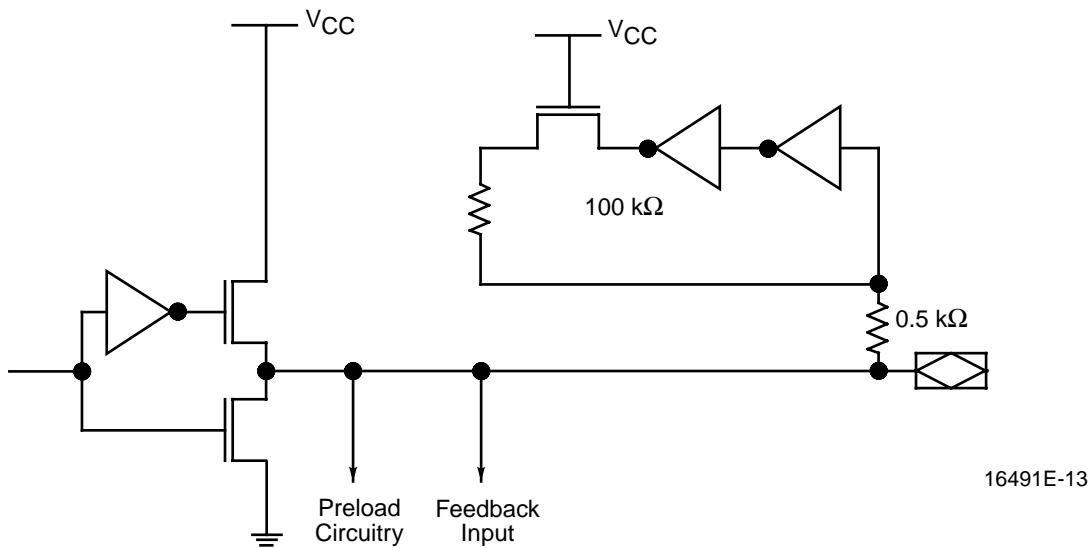 VCC
VCC
100 kΩ
0.5 kΩ
16491E-13
Preload
Circuitry
Feedback
Input